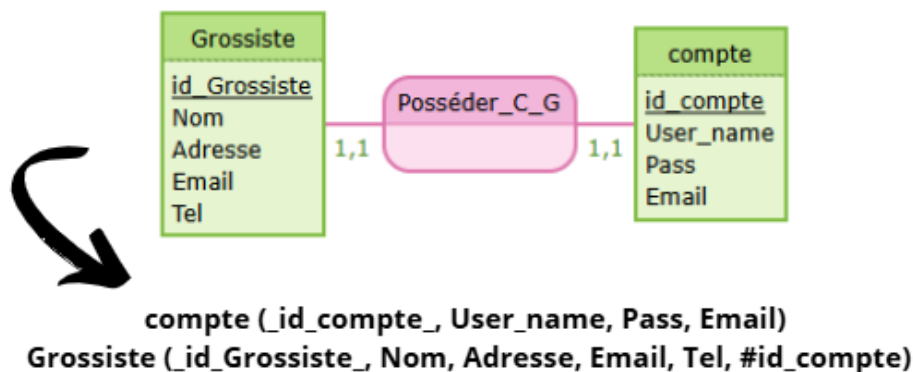 Grossiste
id_Grossiste
Nom
Adresse
Email
Tel
1,1
Posséder_C_G
1,1
compte
id_compte
User_name
Pass
Email
compte (_id_compte_, User_name, Pass, Email)
Grossiste (_id_Grossiste_, Nom, Adresse, Email, Tel, #id_compte)